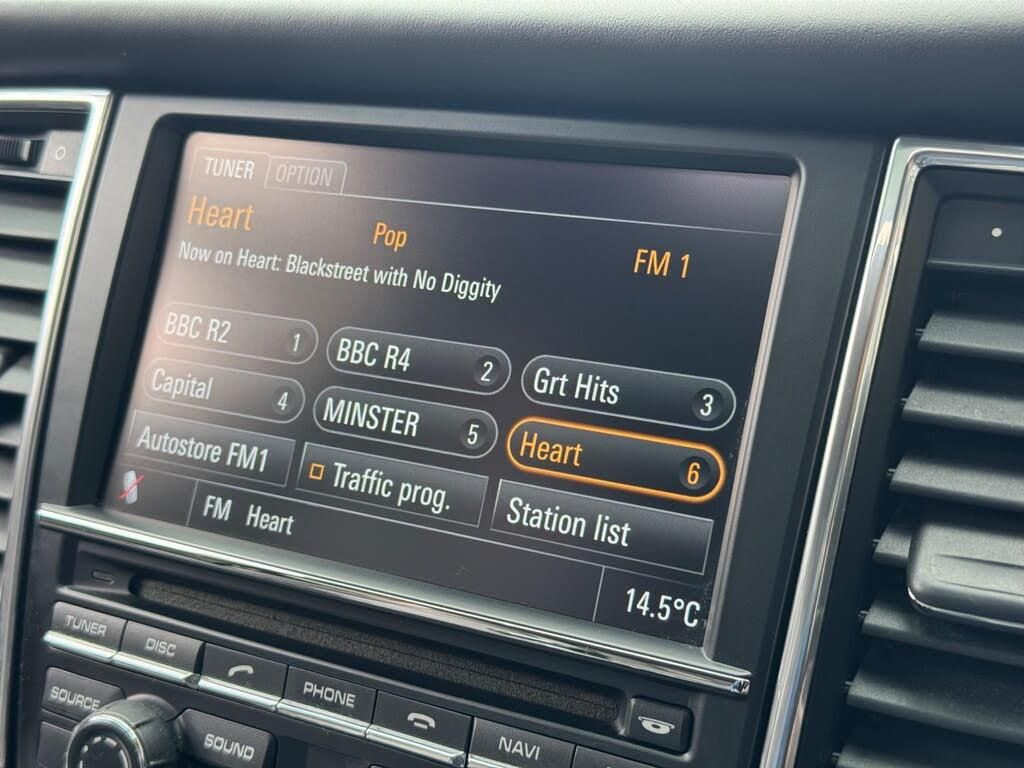 TUNER OPTION
Heart Pop FM 1
Now on Heart: Blackstreet with No Diggity
BBC R2 1 BBC R4 2 Grt Hits 3
Capital 4 MINSTER 5 Heart 6
Autostore FM1 Traffic prog. Station list
FM Heart 14.5°C
TUNER DISC PHONE NAVI
SOURCE SOUND